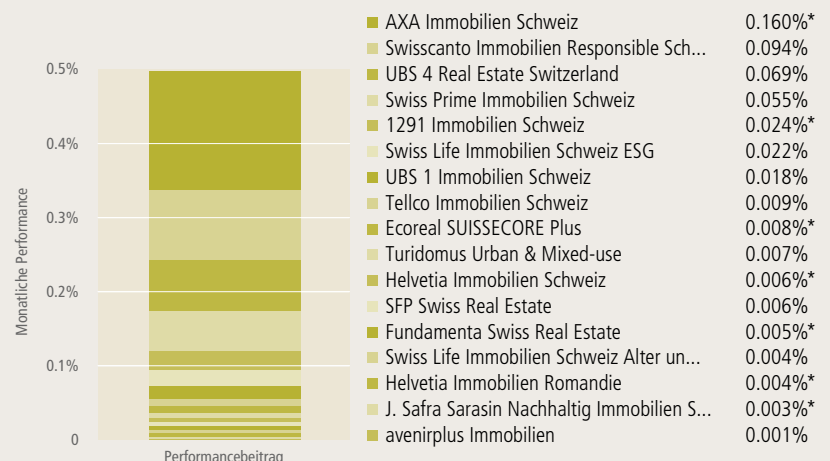 AXA Immobilien Schweiz 0.160%*
Swisscanto Immobilien Responsible Sch... 0.094%
UBS 4 Real Estate Switzerland 0.069%
Swiss Prime Immobilien Schweiz 0.055%
1291 Immobilien Schweiz 0.024%*
Swiss Life Immobilien Schweiz ESG 0.022%
UBS 1 Immobilien Schweiz 0.018%
Tellco Immobilien Schweiz 0.009%
Ecoreal SUISSECORE Plus 0.008%*
Turidomus Urban & Mixed-use 0.007%
Helvetia Immobilien Schweiz 0.006%*
SFP Swiss Real Estate 0.006%
Fundamenta Swiss Real Estate 0.005%*
Swiss Life Immobilien Schweiz Alter un... 0.004%
Helvetia Immobilien Romandie 0.004%*
J. Safra Sarasin Nachhaltig Immobilien S... 0.003%*
avenirplus Immobilien 0.001%
Monatliche Performance
0.5%
0.4%
0.3%
0.2%
0.1%
0
Performancebeitrag